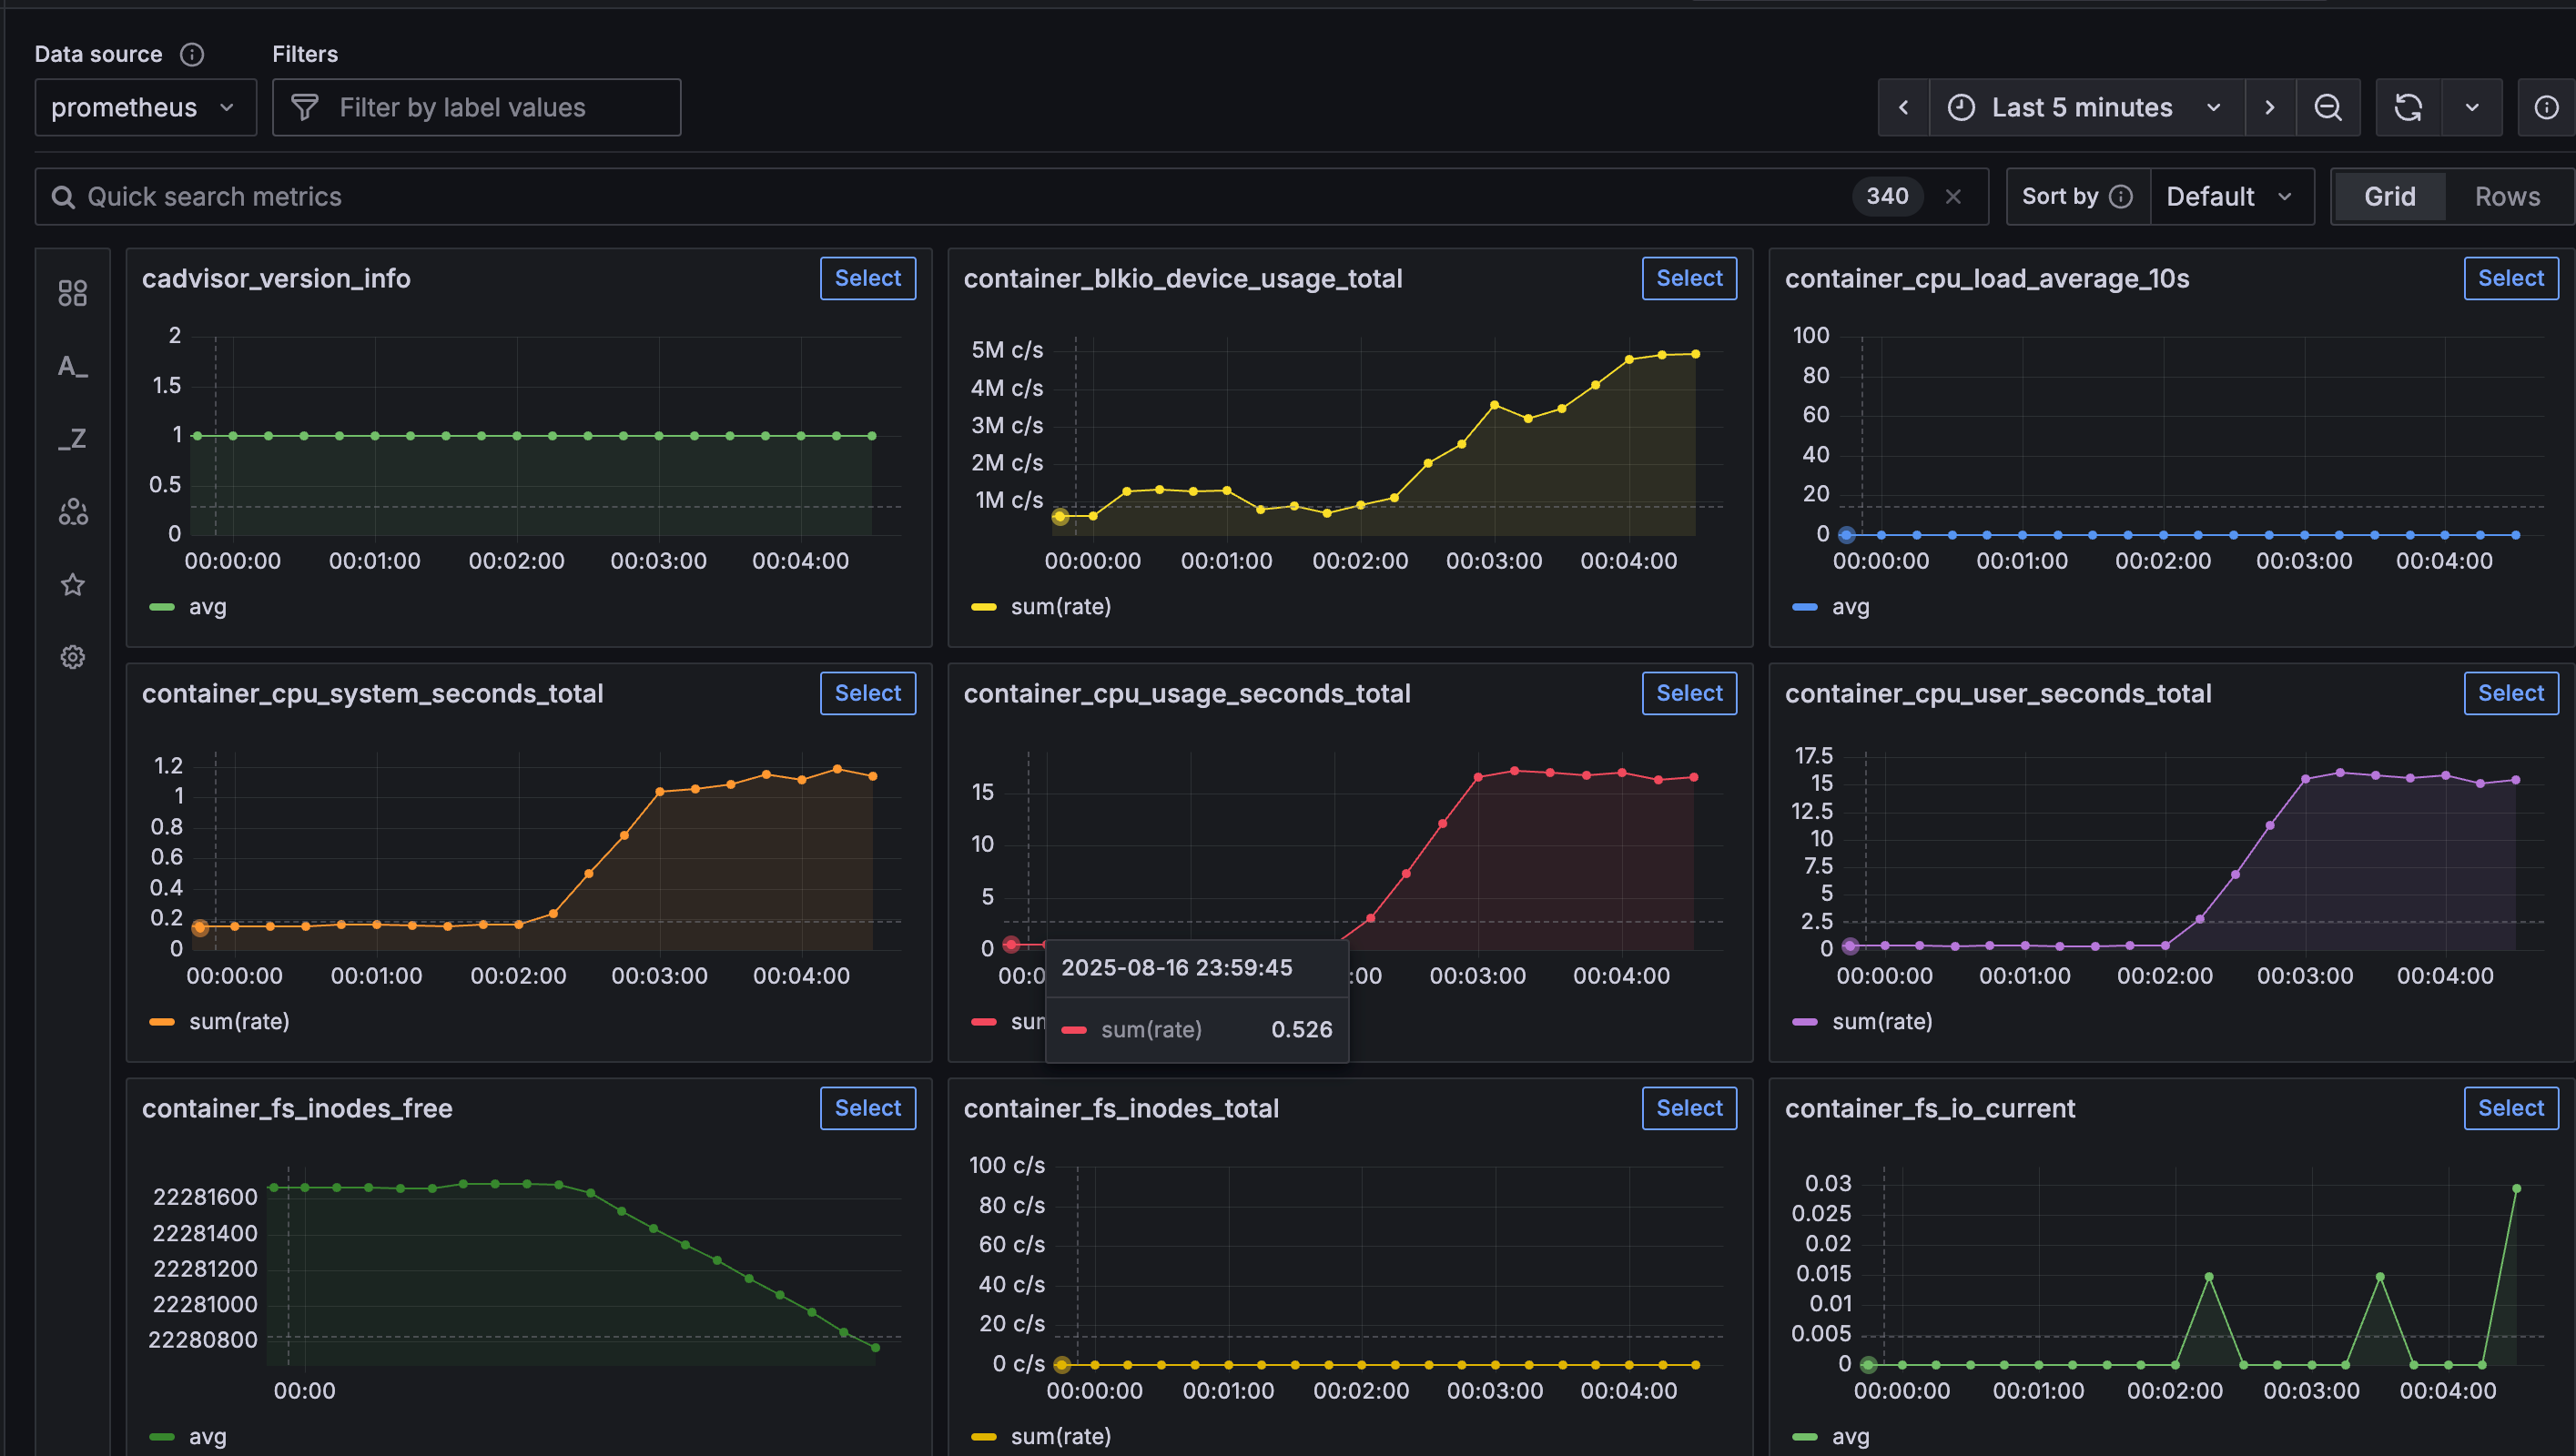 Data source
Filters
prometheus
Filter by label values
Last 5 minutes
Quick search metrics
340
Sort by
Default
Grid
Rows
A_
_Z
cadvisor_version_info
Select
2
1.5
1
0.5
0
00:00:00 00:01:00 00:02:00 00:03:00 00:04:00
avg
container_blkio_device_usage_total
Select
5M c/s
4M c/s
3M c/s
2M c/s
1M c/s
00:00:00 00:01:00 00:02:00 00:03:00 00:04:00
sum(rate)
container_cpu_load_average_10s
Select
100
80
60
40
20
0
00:00:00 00:01:00 00:02:00 00:03:00 00:04:00
avg
container_cpu_system_seconds_total
Select
1.2
1
0.8
0.6
0.4
0.2
0
00:00:00 00:01:00 00:02:00 00:03:00 00:04:00
sum(rate)
container_cpu_usage_seconds_total
Select
15
10
5
0
00:0 :00 00:03:00 00:04:00
sum
2025-08-16 23:59:45
sum(rate) 0.526
container_cpu_user_seconds_total
Select
17.5
15
12.5
10
7.5
5
2.5
0
00:00:00 00:01:00 00:02:00 00:03:00 00:04:00
sum(rate)
container_fs_inodes_free
Select
22281600
22281400
22281200
22281000
22280800
00:00
avg
container_fs_inodes_total
Select
100 c/s
80 c/s
60 c/s
40 c/s
20 c/s
0 c/s
00:00:00 00:01:00 00:02:00 00:03:00 00:04:00
sum(rate)
container_fs_io_current
Select
0.03
0.025
0.02
0.015
0.01
0.005
0
00:00:00 00:01:00 00:02:00 00:03:00 00:04:00
avg